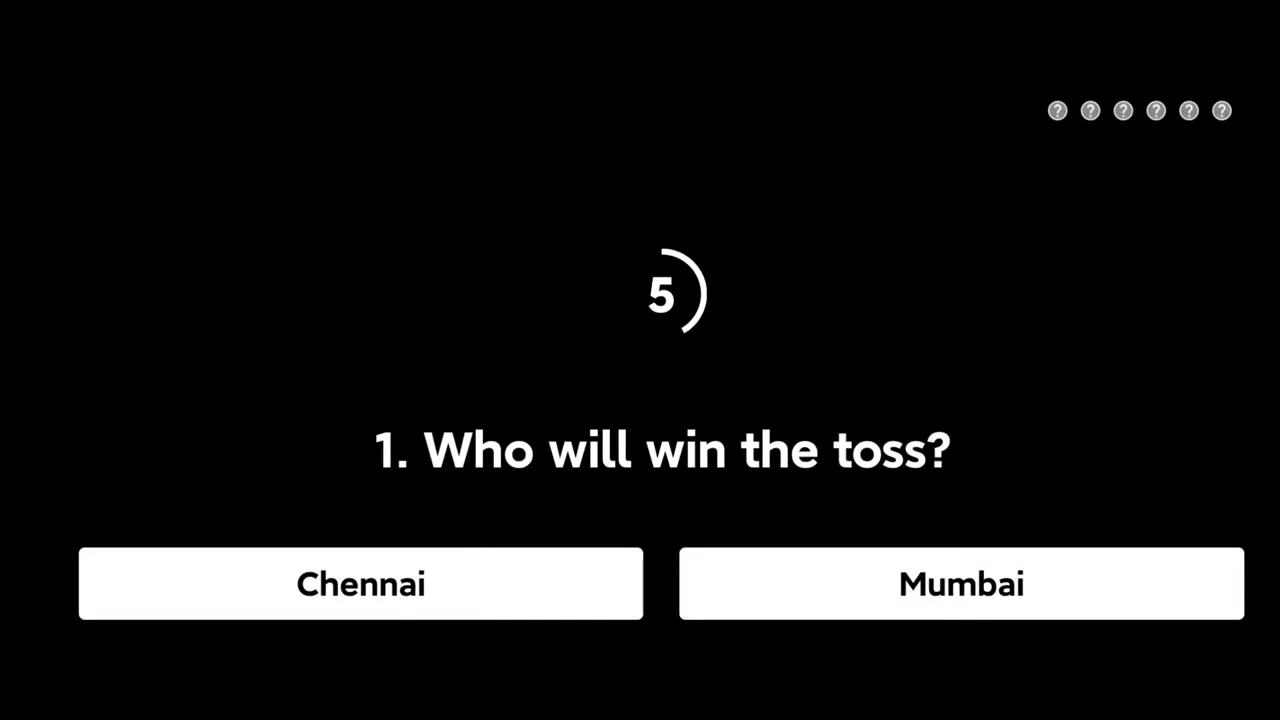 ? ? ? ? ? ?
5
1. Who will win the toss?
Chennai
Mumbai